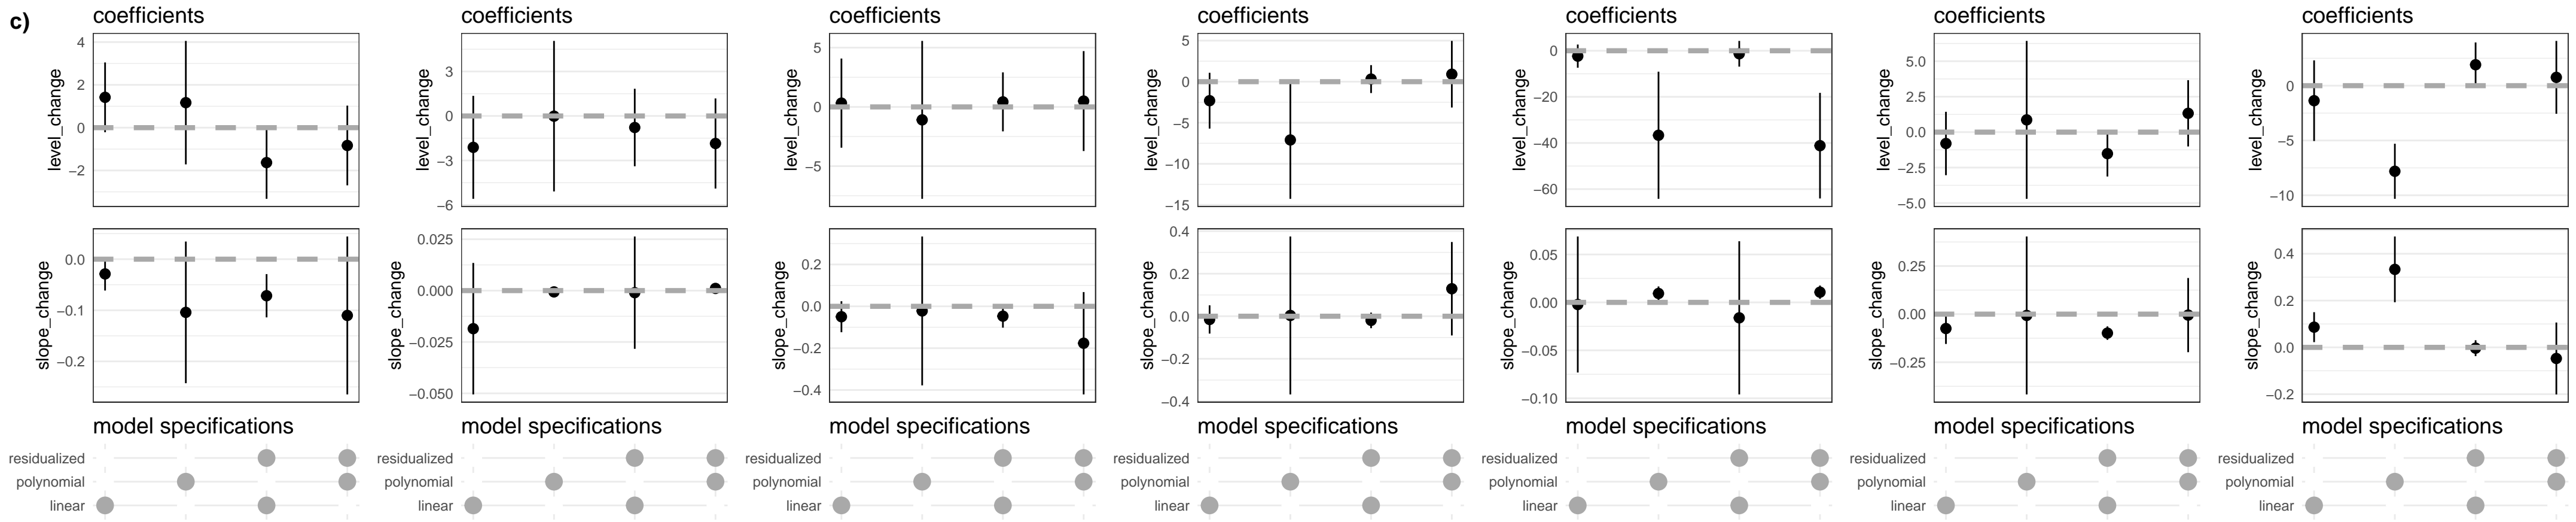 c)
coefficients coefficients coefficients coefficients coefficients coefficients coefficients
level_change
4
2
0
−2
level_change
3
0
−3
−6
level_change
5
0
−5
level_change
5
0
−5
−10
−15
level_change
0
−20
−40
−60
level_change
5.0
2.5
0.0
−2.5
−5.0
level_change
0
−5
−10
slope_change
0.0
−0.1
−0.2
slope_change
0.025
0.000
−0.025
−0.050
slope_change
0.2
0.0
−0.2
−0.4
slope_change
0.4
0.2
0.0
−0.2
−0.4
slope_change
0.05
0.00
−0.05
−0.10
slope_change
0.25
0.00
−0.25
slope_change
0.4
0.2
0.0
−0.2
model specifications model specifications model specifications model specifications model specifications model specifications model specifications
residualized residualized residualized residualized residualized residualized residualized
polynomial polynomial polynomial polynomial polynomial polynomial polynomial
linear linear linear linear linear linear linear